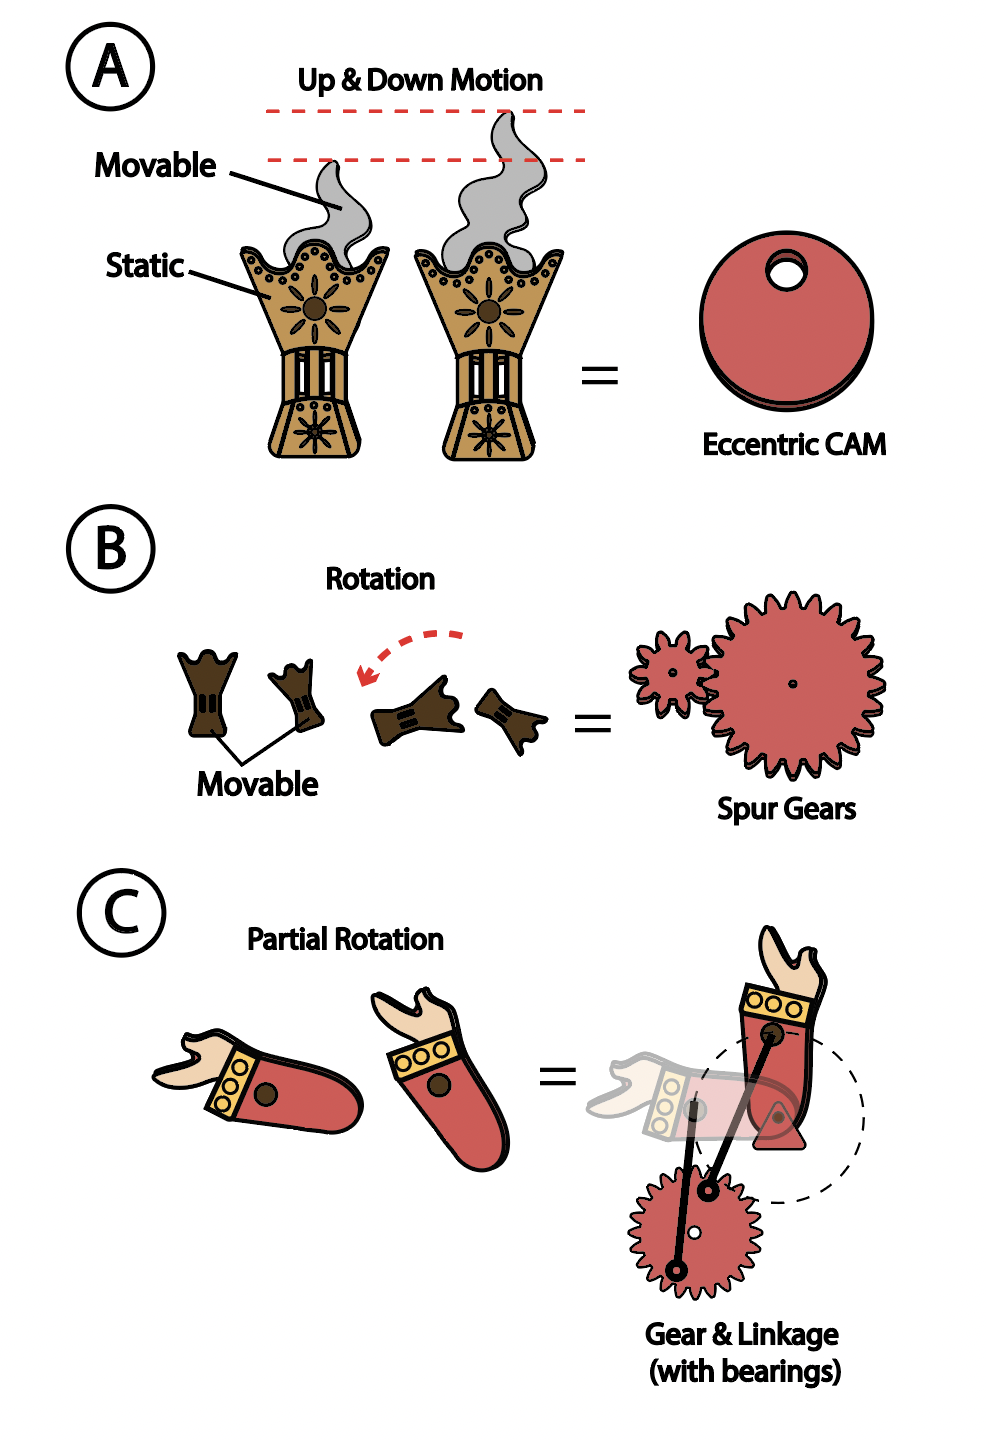 A
Up & Down Motion
Movable
Static
=
Eccentric CAM
B
Rotation
=
Movable
Spur Gears
C
Partial Rotation
=
Gear & Linkage
(with bearings)